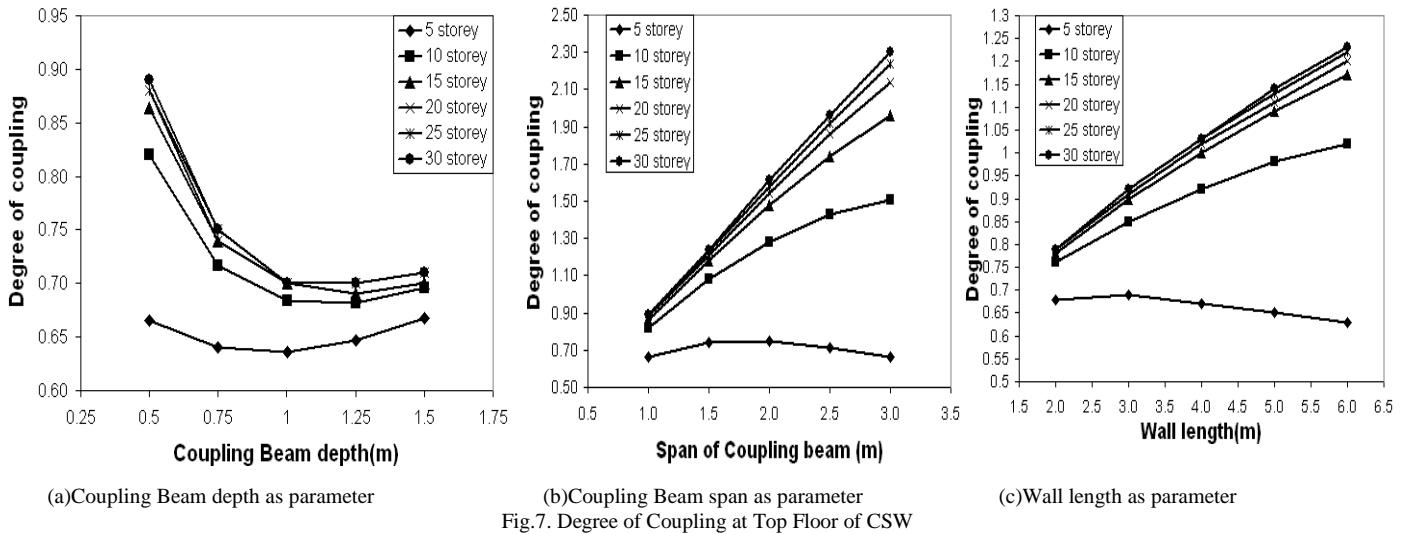 0.95
0.90
0.85
0.80
0.75
0.70
0.65
0.60
0.25
0.5
0.75
1
1.25
1.5
1.75
Degree of coupling
Coupling Beam depth(m)
5 storey
10 storey
15 storey
20 storey
25 storey
30 storey
2.50
2.30
2.10
1.90
1.70
1.50
1.30
1.10
0.90
0.70
0.50
0.5
1.0
1.5
2.0
2.5
3.0
3.5
Degree of coupling
Span of Coupling beam (m)
5 storey
10 storey
15 storey
20 storey
25 storey
30 storey
1.3
1.25
1.2
1.15
1.1
1.05
1
0.95
0.9
0.85
0.8
0.75
0.7
0.65
0.6
0.55
0.5
1.5
2.0
2.5
3.0
3.5
4.0
4.5
5.0
5.5
6.0
6.5
Degree of coupling
Wall length(m)
5 storey
10 storey
15 storey
20 storey
25 storey
30 storey
(a)Coupling Beam depth as parameter
(b)Coupling Beam span as parameter
(c)Wall length as parameter
Fig.7. Degree of Coupling at Top Floor of CSW